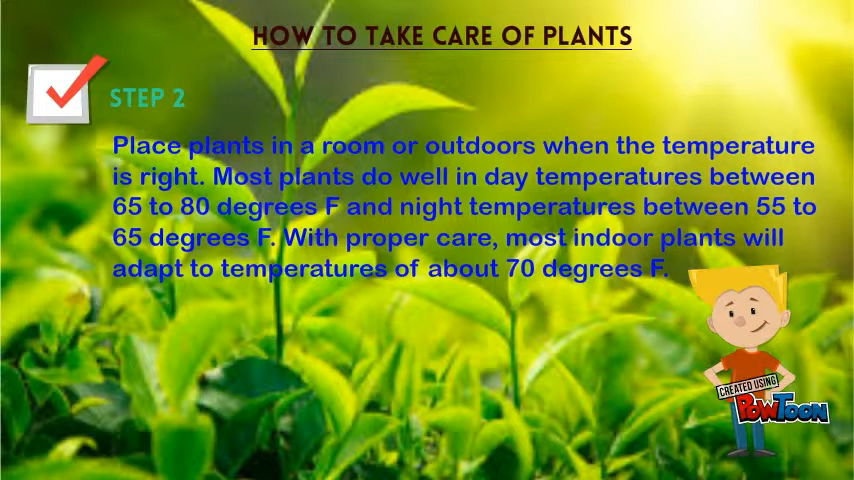 HOW TO TAKE CARE OF PLANTS
STEP 2
Place plants in a room or outdoors when the temperature
is right. Most plants do well in day temperatures between
65 to 80 degrees F and night temperatures between 55 to
65 degrees F. With proper care, most indoor plants will
adapt to temperatures of about 70 degrees F.
CREATED USING
POWTOON